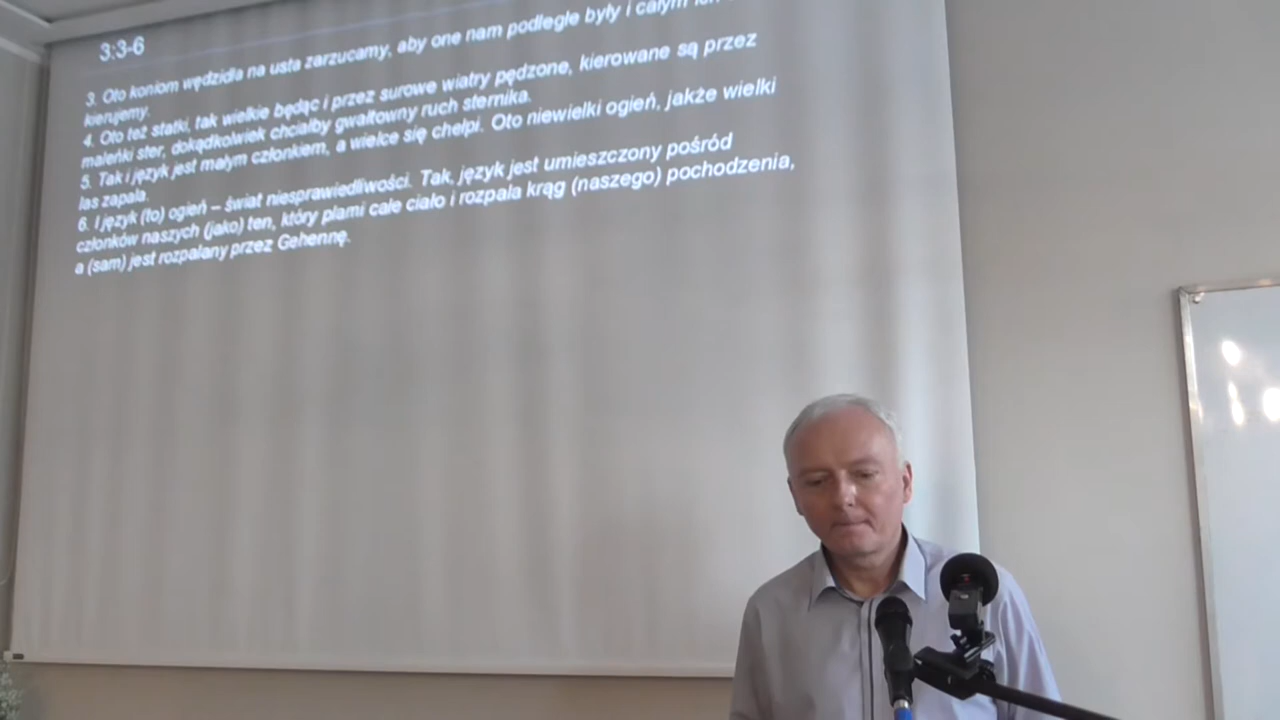 3:3-6
3. Oto koniom wędzidła na usta zarzucamy, aby one nam podległe były i całym ich
kierujemy.
4. Oto też statki, tak wielkie będąc i przez surowe wiatry pędzone, kierowane są przez
maleńki ster, dokądkolwiek chciałby gwałtowny ruch sternika.
5. Tak i język jest małym członkiem, a wielce się chełpi. Oto niewielki ogień, jakże wielki
las zapala.
6. I język (to) ogień – świat niesprawiedliwości. Tak, język jest umieszczony pośród
członków naszych (jako) ten, który plami całe ciało i rozpala krąg (naszego) pochodzenia,
a (sam) jest rozpalany przez Gehennę.